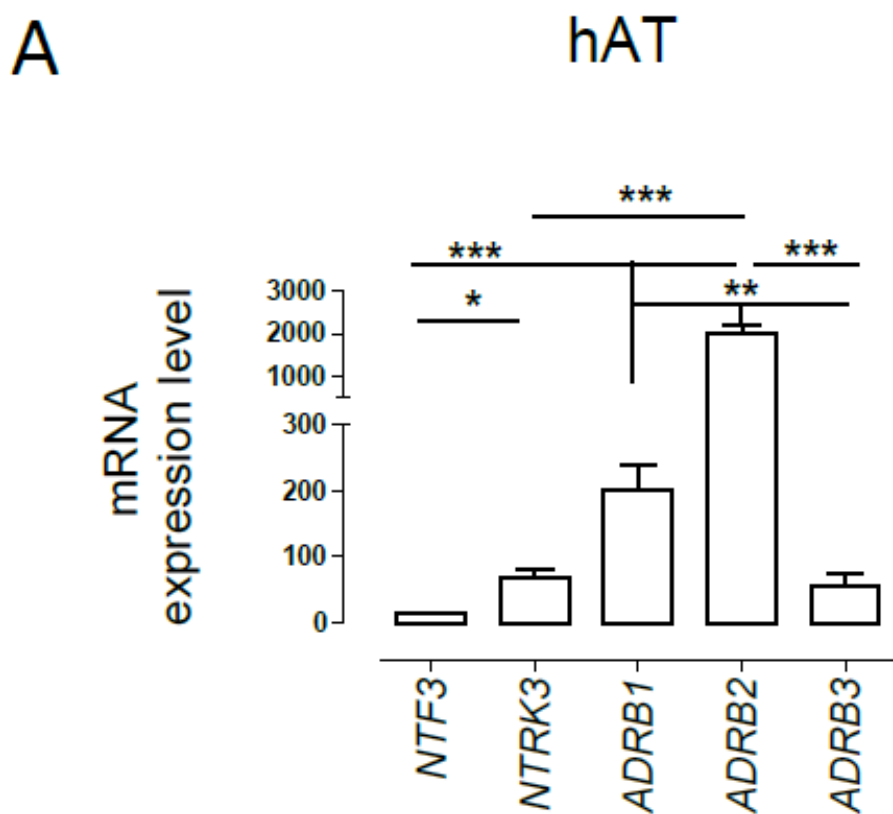 A
hAT
***
***
***
*
**
3000
2000
1000
300
200
100
0
mRNA
expression level
NTF3
NTRK3
ADRB1
ADRB2
ADRB3